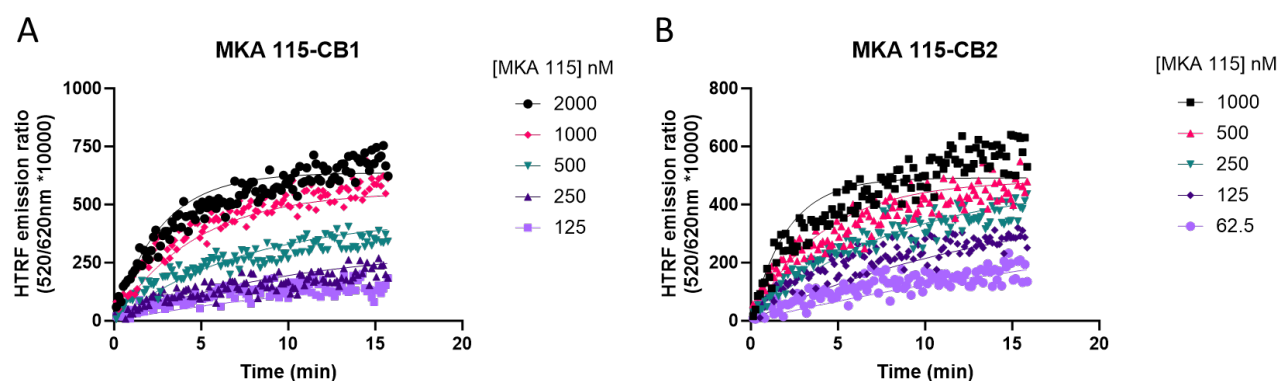 A
MKA 115-CB1
HTRF emission ratio
(520/620nm *10000)
1000
750
500
250
0
0 5 10 15 20
Time (min)
[MKA 115] nM
2000
1000
500
250
125
B
MKA 115-CB2
HTRF emission ratio
(520/620nm *10000)
800
600
400
200
0
0 5 10 15 20
Time (min)
[MKA 115] nM
1000
500
250
125
62.5